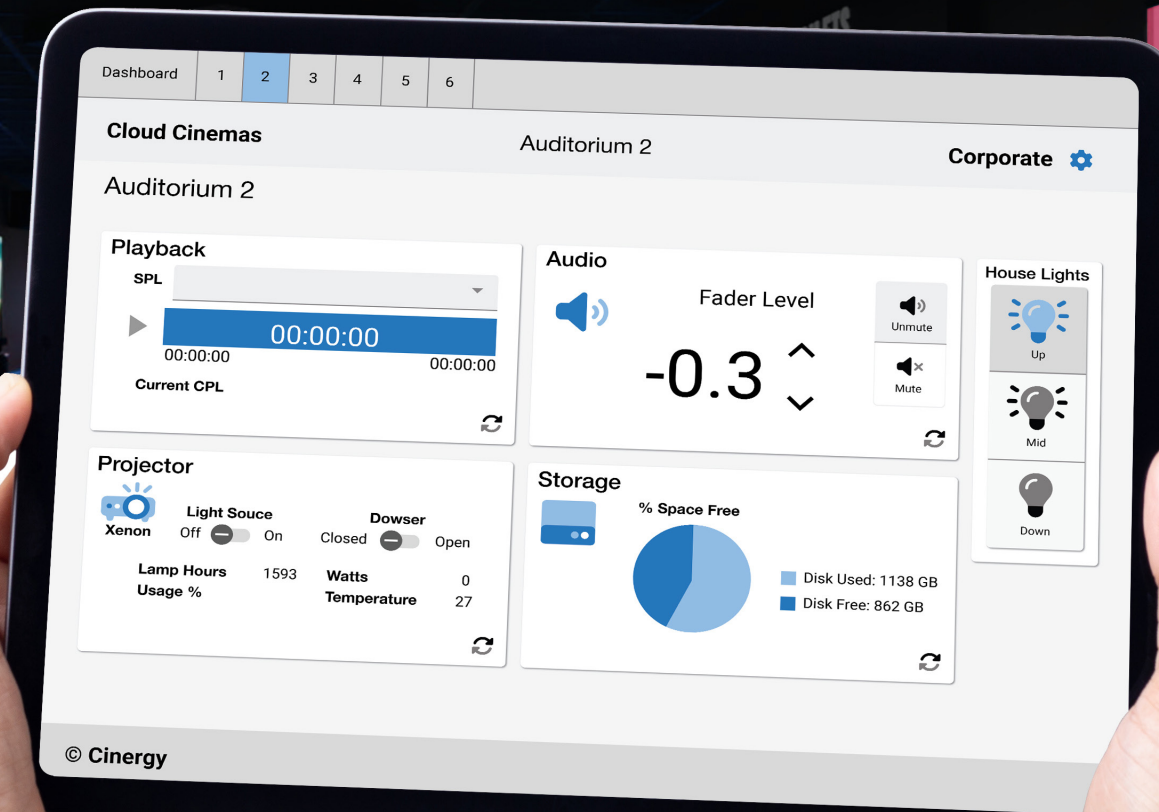 Dashboard 1 2 3 4 5 6
Cloud Cinemas Auditorium 2 Corporate
Auditorium 2
Playback
SPL
00:00:00
00:00:00 00:00:00
Current CPL
Audio
Fader Level
-0.3
Unmute
Mute
House Lights
Up
Mid
Down
Projector
Xenon
Light Souce
Off On
Dowser
Closed Open
Lamp Hours 1593
Usage %
Watts 0
Temperature 27
Storage
% Space Free
Disk Used: 1138 GB
Disk Free: 862 GB
© Cinergy